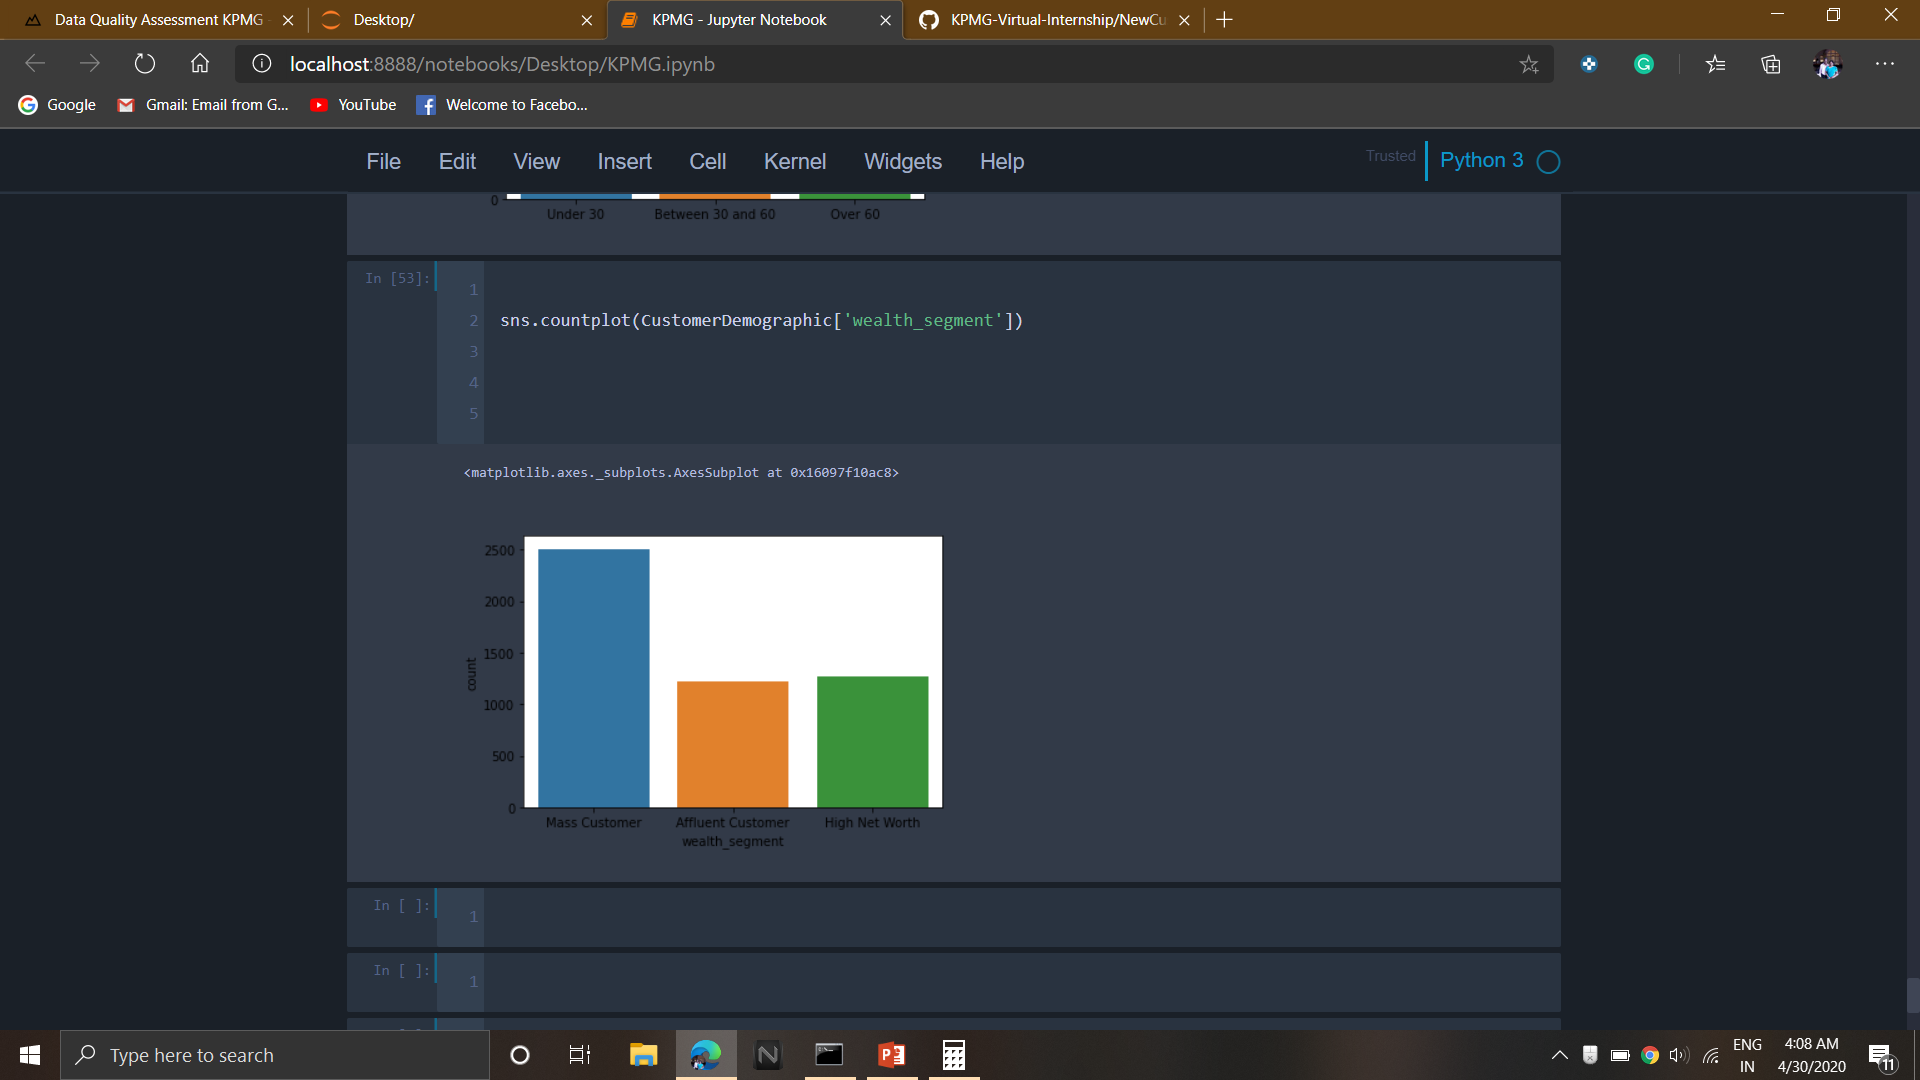 Data Quality Assessment KPMG
Desktop/
KPMG - Jupyter Notebook
KPMG-Virtual-Internship/NewCu
localhost:8888/notebooks/Desktop/KPMG.ipynb
Google
Gmail: Email from G...
YouTube
Welcome to Facebo...
File Edit View Insert Cell Kernel Widgets Help
Trusted
Python 3
0
Under 30 Between 30 and 60 Over 60
In [53]:
1
2 sns.countplot(CustomerDemographic['wealth_segment'])
3
4
5
<matplotlib.axes._subplots.AxesSubplot at 0x16097f10ac8>
2500
2000
1500
1000
500
0
count
Mass Customer Affluent Customer High Net Worth
wealth_segment
In [ ]:
1
In [ ]:
1
Type here to search
ENG
IN
4:08 AM
4/30/2020
11